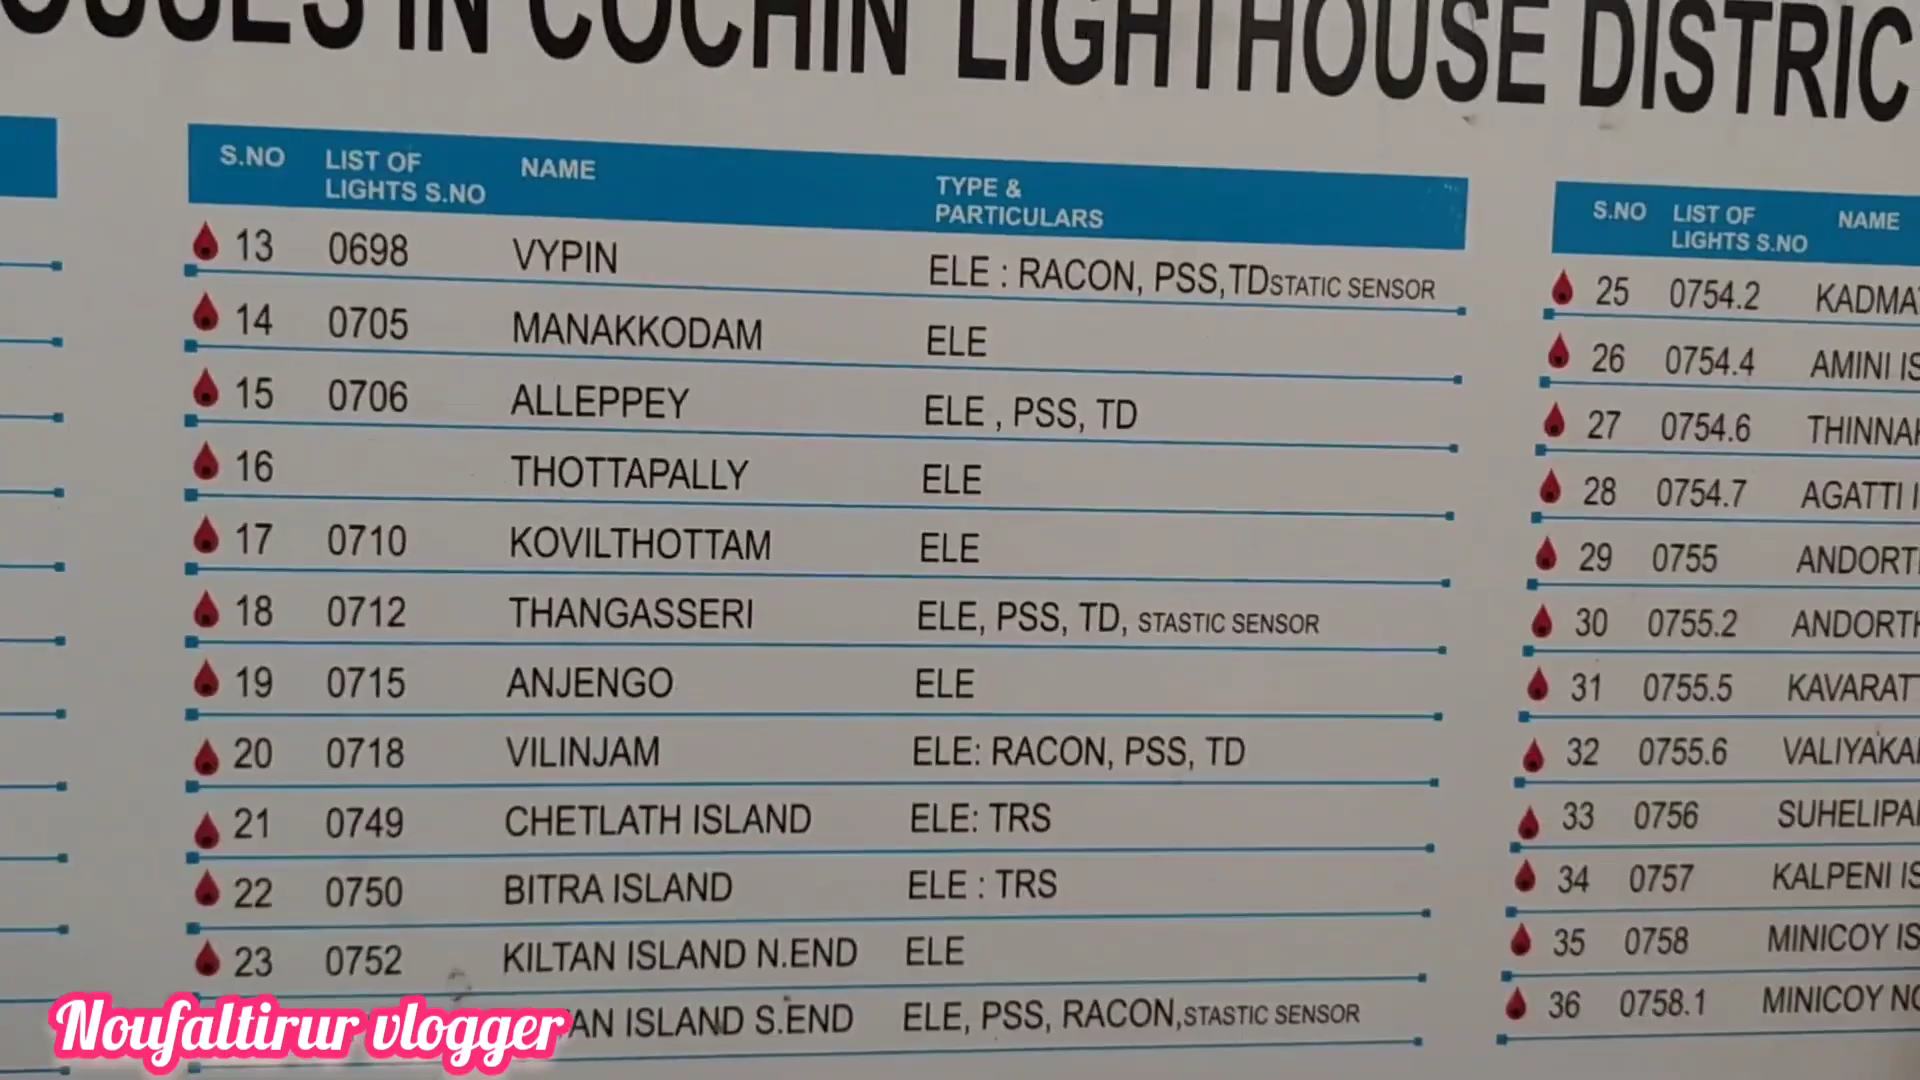 IN COCHIN LIGHTHOUSE
S.NO LIST OF LIGHTS S.NO NAME TYPE & PARTICULARS
13 0698 VYPIN ELE : RACON, PSS,TDSTATIC SENSOR
14 0705 MANAKKODAM ELE
15 0706 ALLEPPEY ELE , PSS, TD
16 THOTTAPALLY ELE
17 0710 KOVILTHOTTAM ELE
18 0712 THANGASSERI ELE, PSS, TD, STASTIC SENSOR
19 0715 ANJENGO ELE
20 0718 VILINJAM ELE: RACON, PSS, TD
21 0749 CHETLATH ISLAND ELE: TRS
22 0750 BITRA ISLAND ELE : TRS
23 0752 KILTAN ISLAND N.END ELE
ISLAND S.END ELE, PSS, RACON,STASTIC SENSOR
S.NO LIST OF LIGHTS S.NO NAME
25 0754.2
26 0754.4 AMINI
27 0754.6
28 0754.7 AGATTI
29 0755
30 0755.2
31 0755.5
32 0755.6
33 0756
34 0757 KALPENI
35 0758 MINICOY
36 0758.1 MINICOY
Noufaltirur vlogger